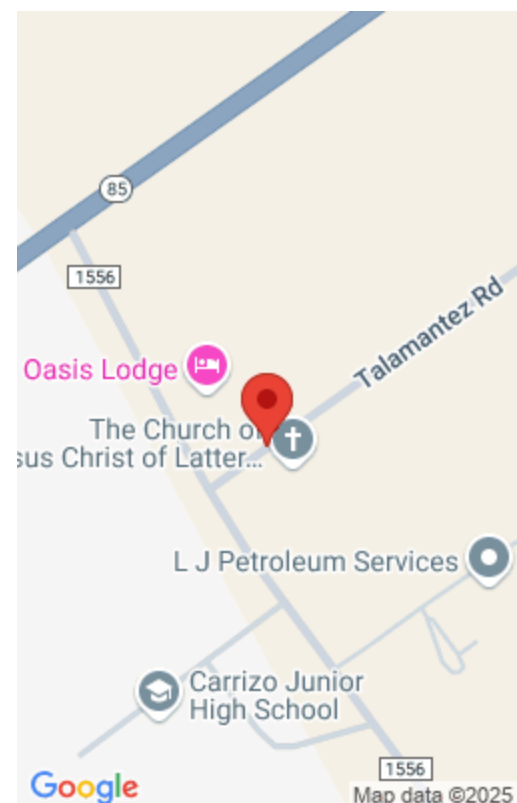 85
1556
Talamantez Rd
Oasis Lodge
The Church of
sus Christ of Latter...
L J Petroleum Services
Carrizo Junior
High School
1556
Google
Map data ©2025